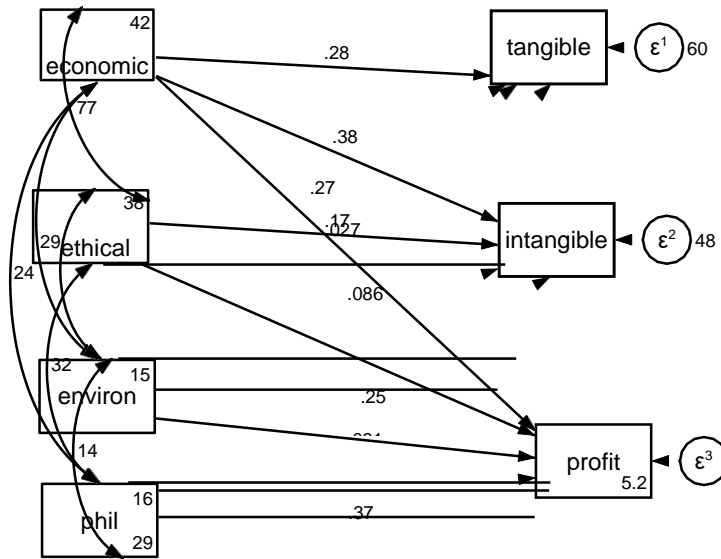 42
economic
tangible
ε1
60
.28
77
.38
.27
38
ethical
.17
.027
intangible
ε2
48
29
24
.086
32
15
environ
.25
14
profit
5.2
ε3
16
phil
29
.37